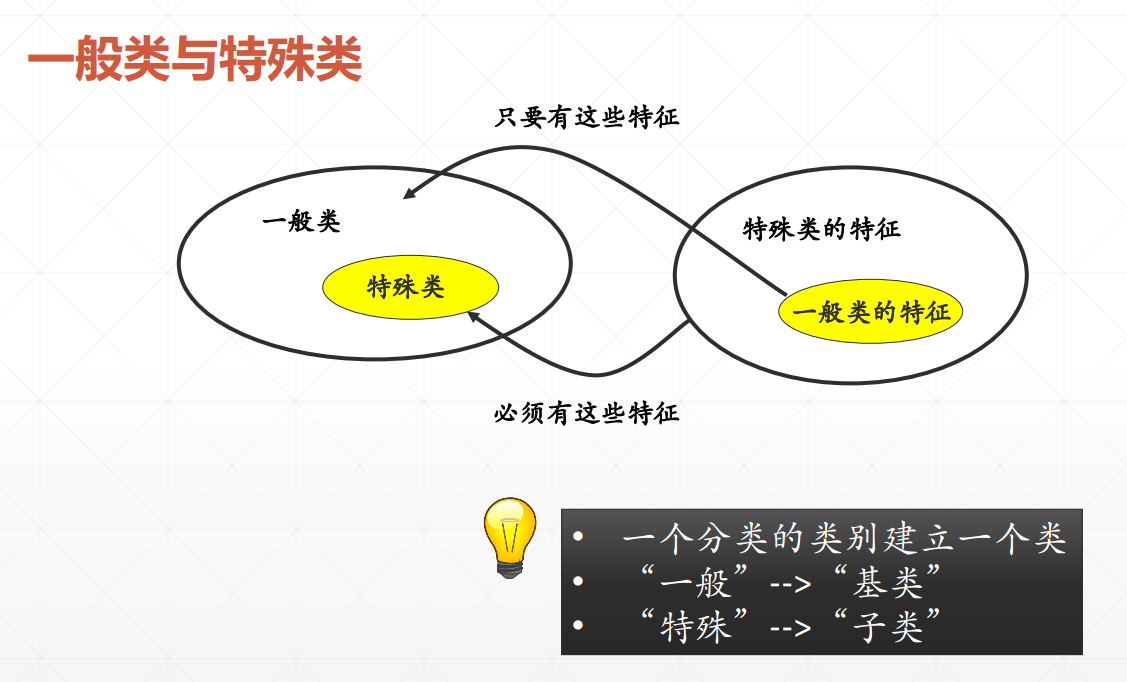 一般类与特殊类
只要有这些特征
一般类
特殊类的特征
特殊类
一般类的特征
必须有这些特征
• 一个分类的类别建立一个类
• “一般” --> “基类”
• “特殊” --> “子类”